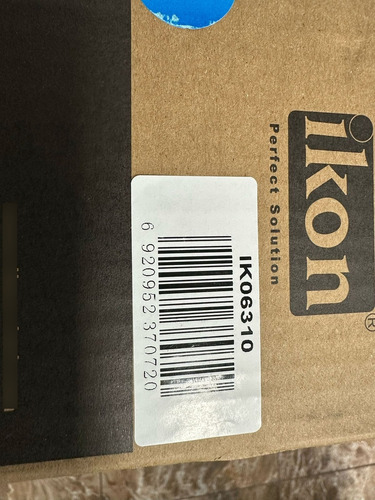 ikon®
Perfect Solution
IK06310
6 920952 370720